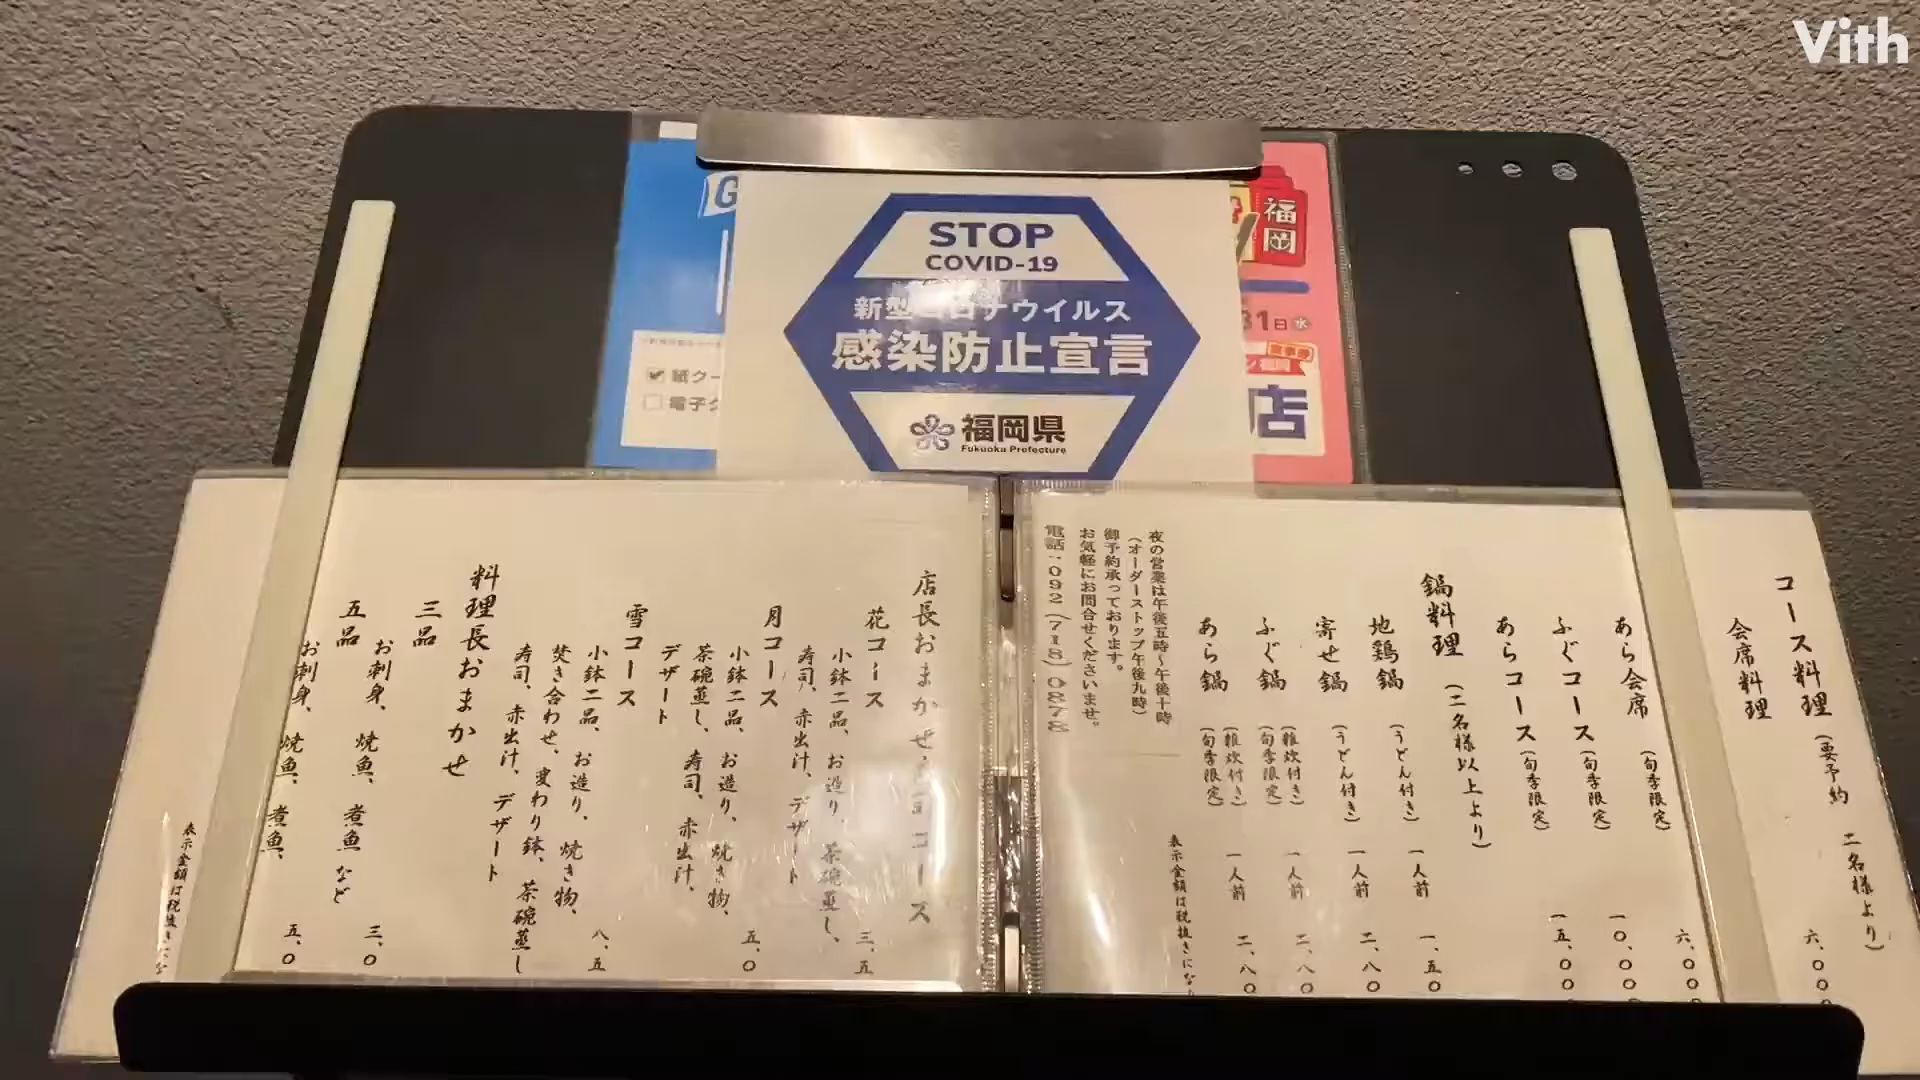 Vith
STOP
COVID-19
新型コロナウイルス
感染防止宣言
福岡県
Fukuoka Prefecture
福岡
31日水
店
紙ク
電子
コース料理(要予約 二名様より)
会席料理 六、〇〇
あら会席(旬季限定) 六、〇〇
ふぐコース(旬季限定) 一〇、〇〇
あらコース(旬季限定) 一五、〇〇
鍋料理(二名様以上より)
地鶏鍋(うどん付き) 一人前 一、五〇
寄せ鍋(うどん付き) 一人前 二、八〇
ふぐ鍋(雑炊付き)(旬季限定) 一人前 二、八〇
あら鍋(雑炊付き)(旬季限定) 一人前 二、八〇
表示金額は税抜きにな
夜の営業は午後五時〜午後十時
(オーダーストップ午後九時)
御予約承っております。
お気軽にお問合せくださいませ。
電話:092(718)0878
店長おまかせ寿司コース
花コース 三、五
小鉢二品、お造り、茶碗蒸し、
寿司、赤出汁、デザート
月コース 五、〇
小鉢二品、お造り、焼き物、
茶碗蒸し、寿司、赤出汁、
デザート
雪コース 八、五
小鉢二品、お造り、焼き物、
焚き合わせ、変わり鉢、茶碗蒸し
寿司、赤出汁、デザート
料理長おまかせ
三品 三、〇
お刺身、焼魚、煮魚など
五品 五、〇
お刺身、焼魚、煮魚、
表示金額は税抜きにな